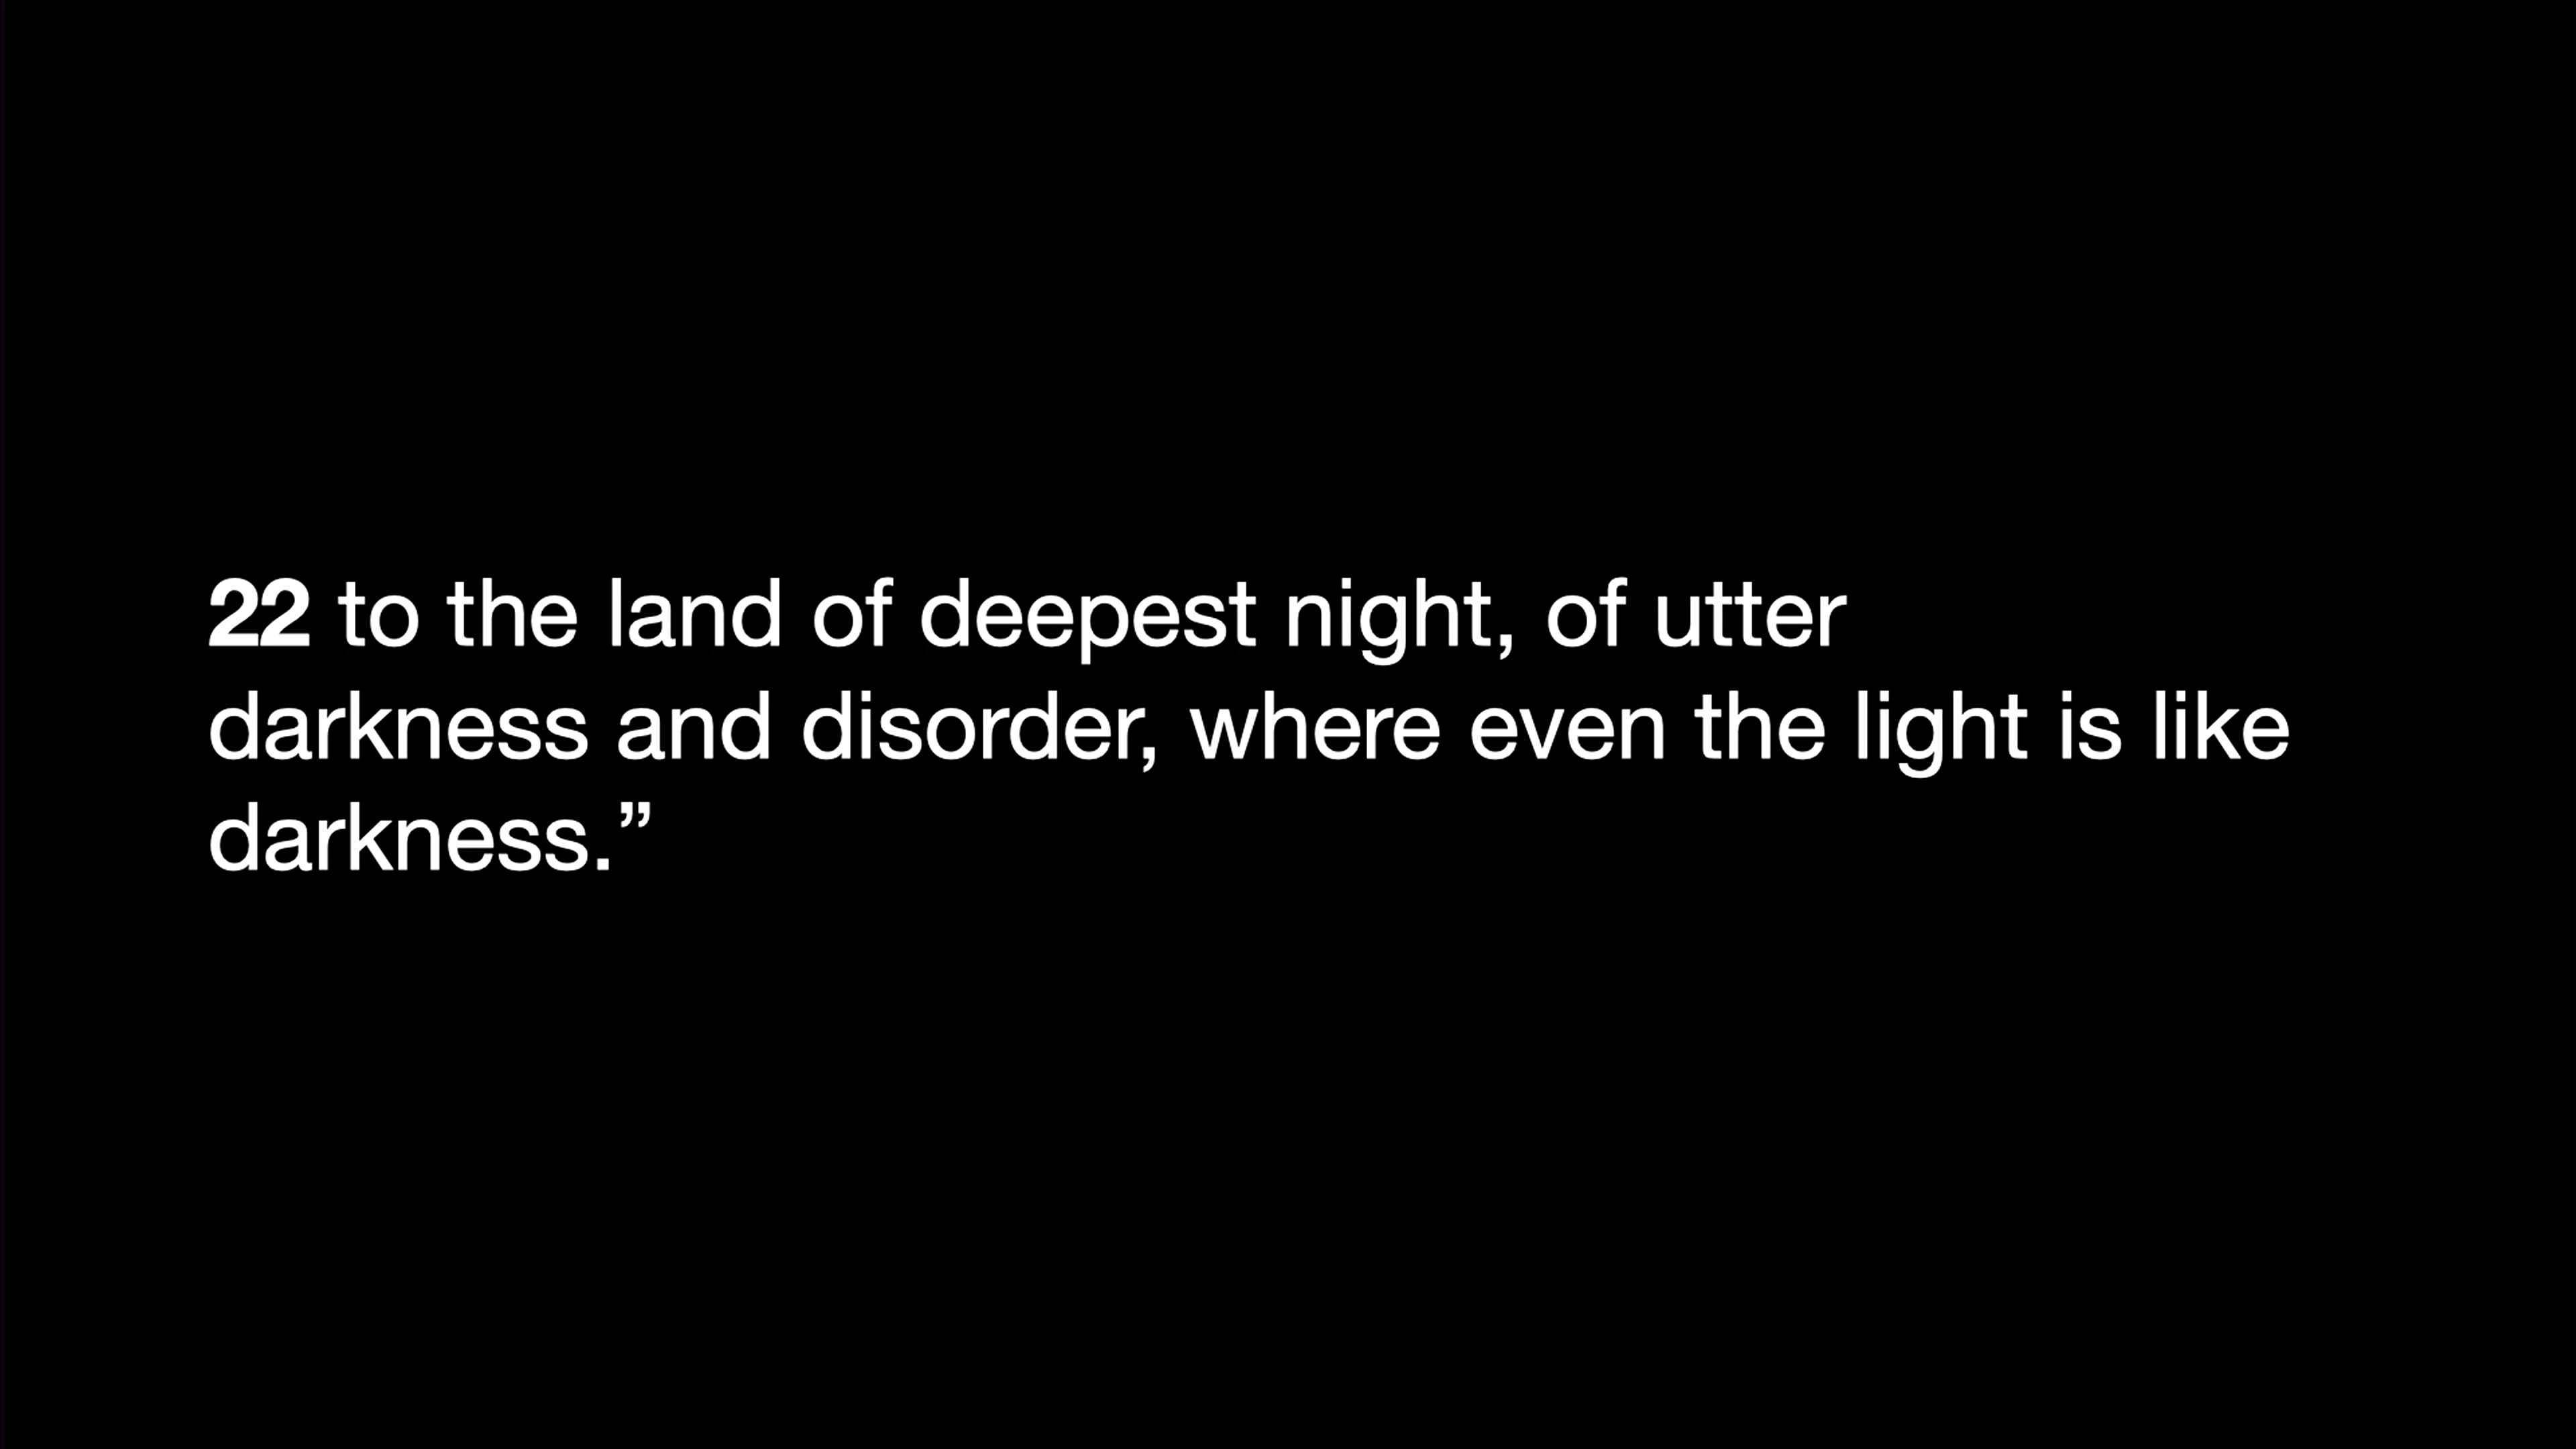 22 to the land of deepest night, of utter
darkness and disorder, where even the light is like
darkness.”